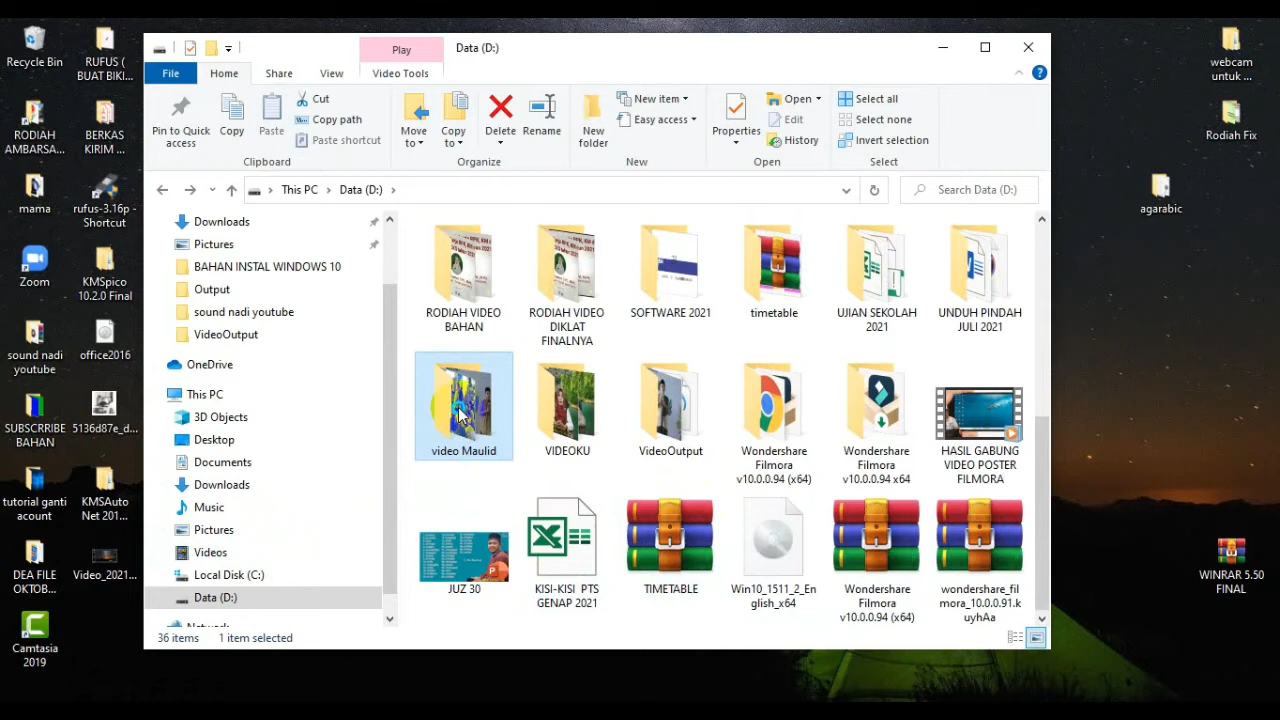 Recycle Bin
RUFUS (
BUAT BIKI...
RODIAH
AMBARSA...
BERKAS
KIRIM ...
mama
rufus-3.16p -
Shortcut
Zoom
KMSpico
10.2.0 Final
sound nadi
youtube
office2016
SUBSCRRIBE
BAHAN
5136d87e_d...
tutorial ganti
acount
KMSAuto
Net 201...
DEA FILE
OKTOB...
Video_2021...
Camtasia
2019
Play
Data (D:)
File
Home
Share
View
Video Tools
Pin to Quick
access
Copy
Paste
Cut
Copy path
Paste shortcut
Clipboard
Move
to
Copy
to
Delete
Rename
Organize
New
folder
New item
Easy access
New
Properties
Open
Edit
History
Open
Select all
Select none
Invert selection
Select
This PC
Data (D:)
Search Data (D:)
Downloads
Pictures
BAHAN INSTAL WINDOWS 10
Output
sound nadi youtube
VideoOutput
OneDrive
This PC
3D Objects
Desktop
Documents
Downloads
Music
Pictures
Videos
Local Disk (C:)
Data (D:)
RODIAH VIDEO
BAHAN
RODIAH VIDEO
DIKLAT
FINALNYA
SOFTWARE 2021
timetable
UJIAN SEKOLAH
2021
UNDUH PINDAH
JULI 2021
video Maulid
VIDEOKU
VideoOutput
Wondershare
Filmora
v10.0.0.94 (x64)
Wondershare
Filmora
v10.0.0.94 x64
HASIL GABUNG
VIDEO POSTER
FILMORA
JUZ 30
KISI-KISI PTS
GENAP 2021
TIMETABLE
Win10_1511_2_En
glish_x64
Wondershare
Filmora
v10.0.0.94 (x64)
wondershare_fil
mora_10.0.0.91.k
uyhAa
36 items
1 item selected
webcam
untuk ...
Rodiah Fix
agarabic
WINRAR 5.50
FINAL